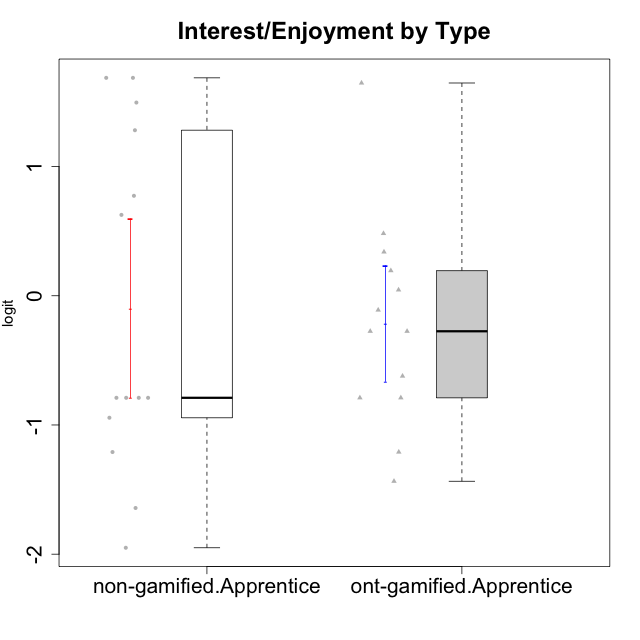 Interest/Enjoyment by Type
logit
1
0
-1
-2
non-gamified.Apprentice ont-gamified.Apprentice